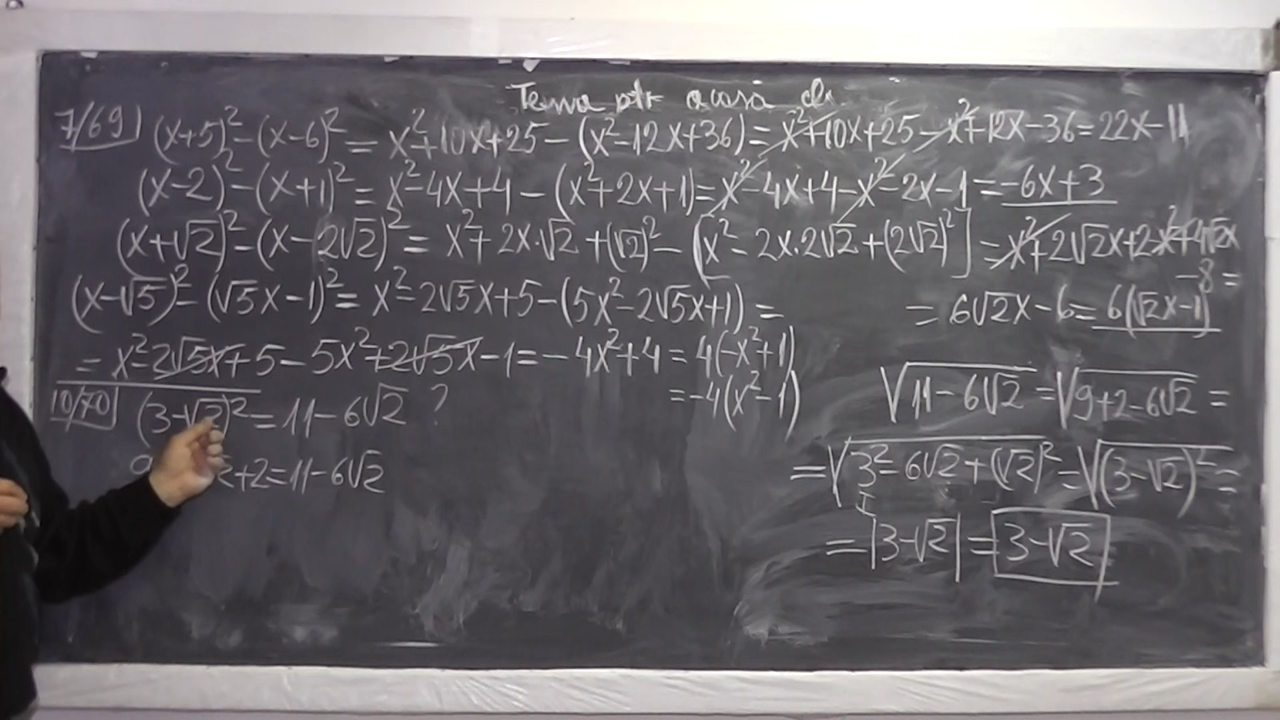 Tema ptr acasă
7/69] (x+5)²-(x-6)² = x²+10x+25-(x²-12x+36)= x²+10x+25-x²+12x-36=22x-11
(x-2)²-(x+1)² = x²-4x+4-(x²+2x+1)=x²-4x+4-x²-2x-1=-6x+3
(x+√2)²-(x-2√2)² = x²+2x·√2+(√2)²-[x²-2x·2√2+(2√2)²]=x²+2√2x+2-x²+4√2x
-8=
(x-√5)²-(√5x-1)² = x²-2√5x+5-(5x²-2√5x+1)=
= 6√2x-6=6(√2x-1)
= x²-2√5x+5-5x²+2√5x-1=-4x²+4=4(-x²+1)
=-4(x²-1)
10/70] (3-√2)²=11-6√2 ?
2+2=11-6√2
√11-6√2=√9+2-6√2=
=√3²-6√2+(√2)²=√(3-√2)²=
=|3-√2|=3-√2